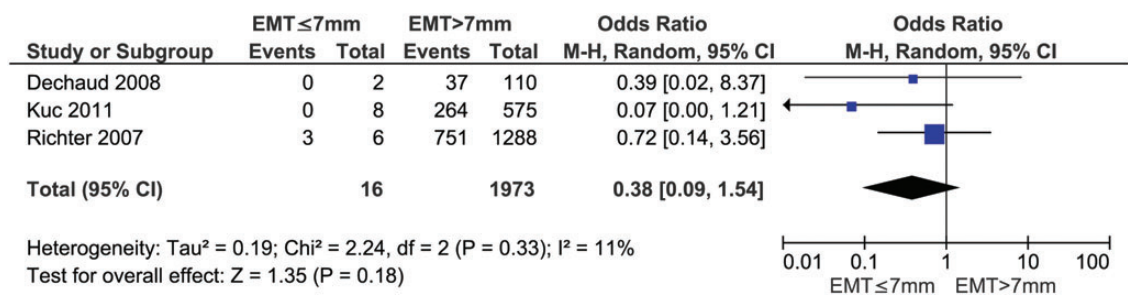 EMT≤7mm EMT>7mm Odds Ratio Odds Ratio
Study or Subgroup Events Total Events Total M-H, Random, 95% CI M-H, Random, 95% CI
Dechaud 2008 0 2 37 110 0.39 [0.02, 8.37]
Kuc 2011 0 8 264 575 0.07 [0.00, 1.21]
Richter 2007 3 6 751 1288 0.72 [0.14, 3.56]
Total (95% CI) 16 1973 0.38 [0.09, 1.54]
Heterogeneity: Tau² = 0.19; Chi² = 2.24, df = 2 (P = 0.33); I² = 11%
Test for overall effect: Z = 1.35 (P = 0.18)
0.01 0.1 1 10 100
EMT≤7mm EMT>7mm